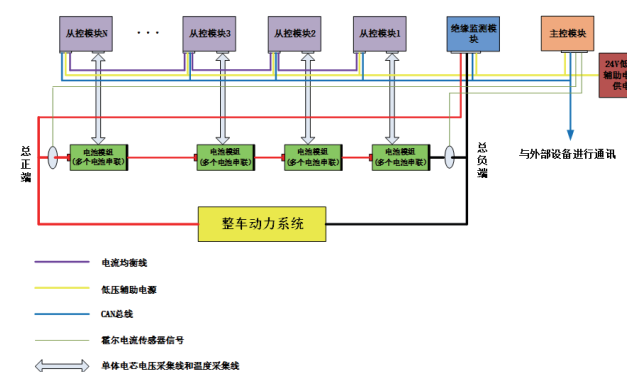 从控模块N
···
从控模块3
从控模块2
从控模块1
绝缘监测模
块
主控模块
24V低
辅助电
供电
总正端
电池模组
(多个电池串联)
电池模组
(多个电池串联)
电池模组
(多个电池串联)
电池模组
(多个电池串联)
总负端
与外部设备进行通讯
整车动力系统
电流均衡线
低压辅助电源
CAN总线
霍尔电流传感器信号
单体电芯电压采集线和温度采集线